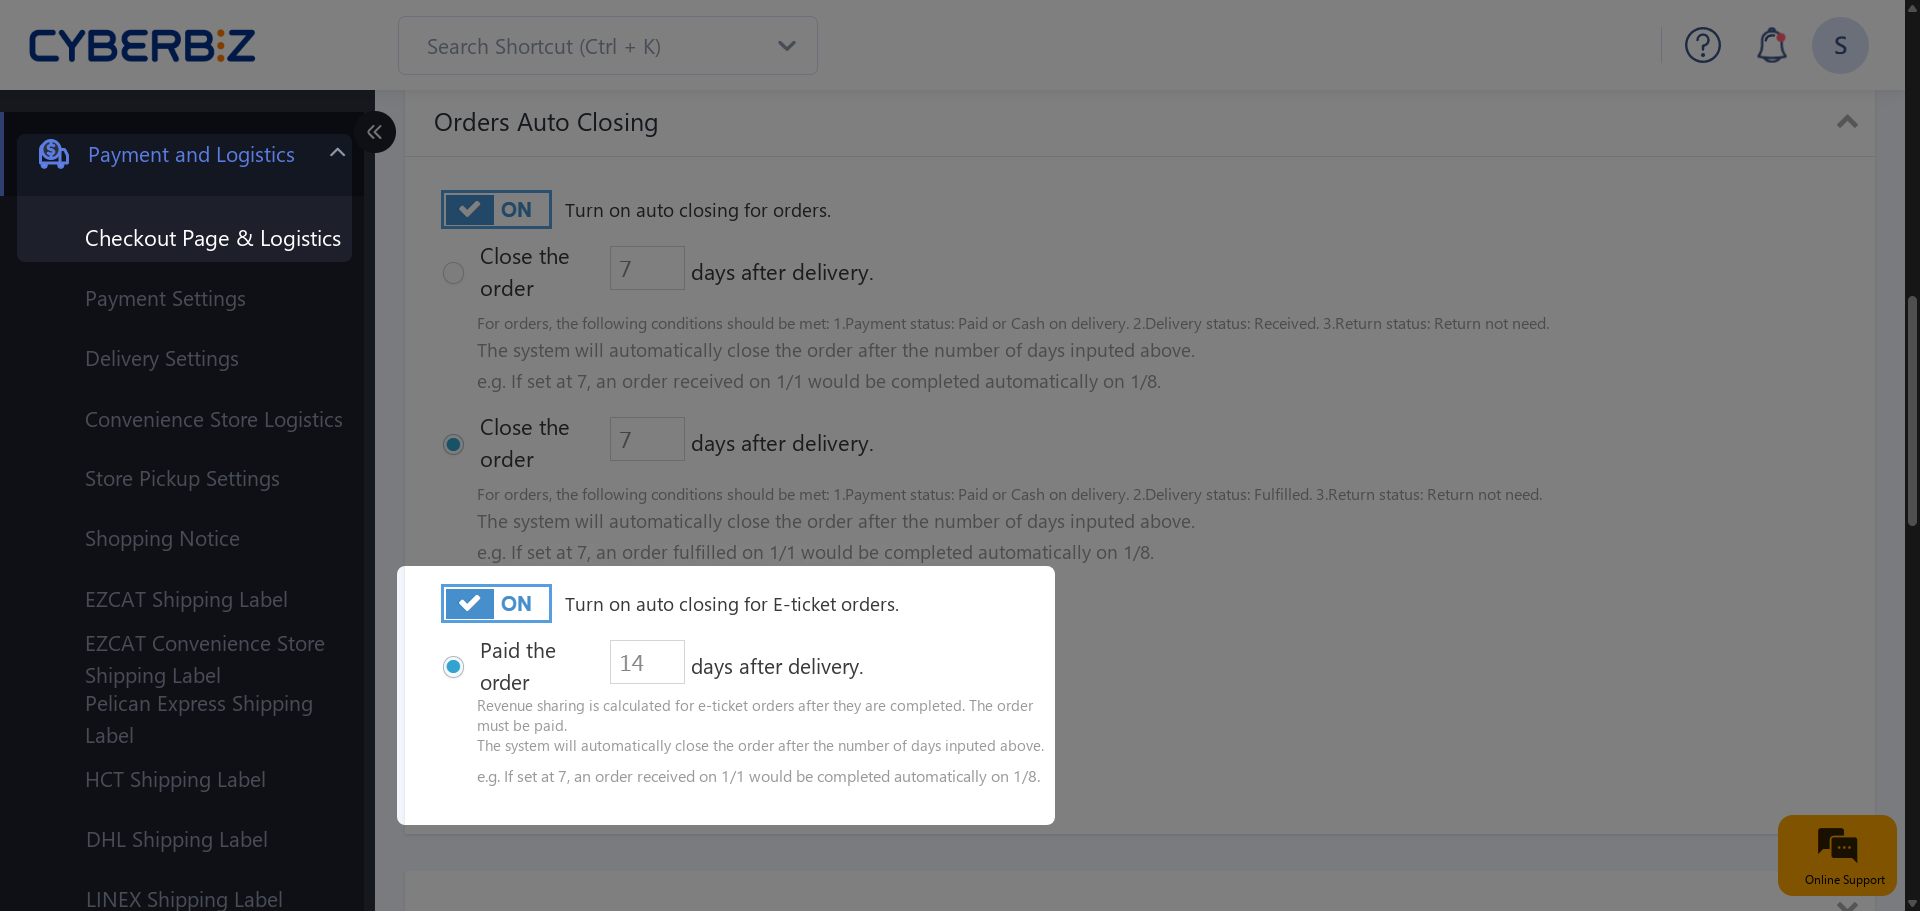 CYBERBIZ
Search Shortcut (Ctrl + K)
S
Payment and Logistics
Checkout Page & Logistics
Payment Settings
Delivery Settings
Convenience Store Logistics
Store Pickup Settings
Shopping Notice
EZCAT Shipping Label
EZCAT Convenience Store
Shipping Label
Pelican Express Shipping
Label
HCT Shipping Label
DHL Shipping Label
LINEX Shipping Label
Orders Auto Closing
ON Turn on auto closing for orders.
Close the
order
7 days after delivery.
For orders, the following conditions should be met: 1.Payment status: Paid or Cash on delivery. 2.Delivery status: Received. 3.Return status: Return not need.
The system will automatically close the order after the number of days inputed above.
e.g. If set at 7, an order received on 1/1 would be completed automatically on 1/8.
Close the
order
7 days after delivery.
For orders, the following conditions should be met: 1.Payment status: Paid or Cash on delivery. 2.Delivery status: Fulfilled. 3.Return status: Return not need.
The system will automatically close the order after the number of days inputed above.
e.g. If set at 7, an order fulfilled on 1/1 would be completed automatically on 1/8.
ON Turn on auto closing for E-ticket orders.
Paid the
order
14 days after delivery.
Revenue sharing is calculated for e-ticket orders after they are completed. The order
must be paid.
The system will automatically close the order after the number of days inputed above.
e.g. If set at 7, an order received on 1/1 would be completed automatically on 1/8.
Online Support